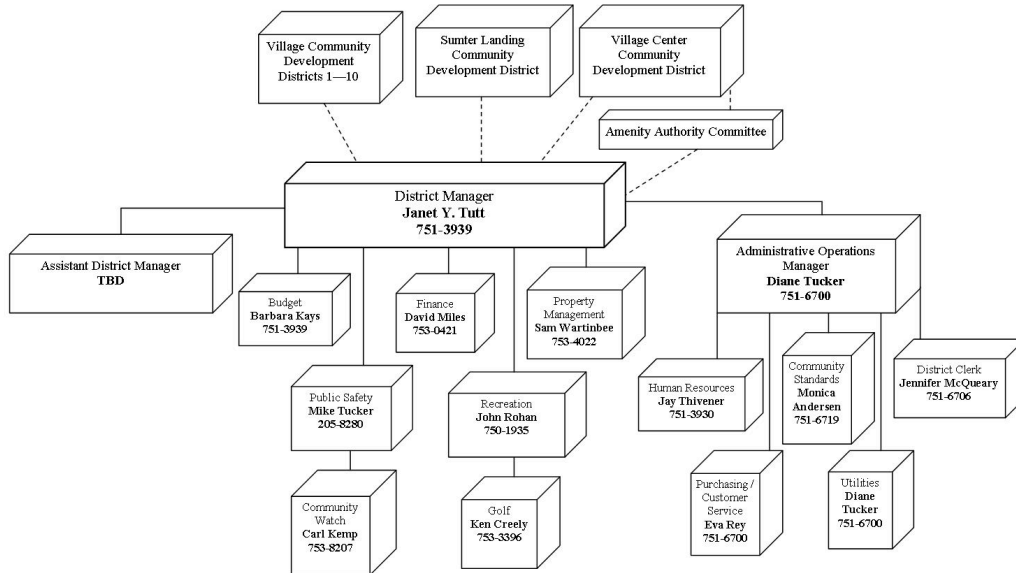 Village Community
Development
Districts 1—10
Sumter Landing
Community
Development District
Village Center
Community
Development District
Amenity Authority Committee
District Manager
Janet Y. Tutt
751-3939
Assistant District Manager
TBD
Administrative Operations
Manager
Diane Tucker
751-6700
Budget
Barbara Kays
751-3939
Finance
David Miles
753-0421
Property
Management
Sam Wartinbee
753-4022
Public Safety
Mike Tucker
205-8280
Recreation
John Rohan
750-1935
Human Resources
Jay Thivener
751-3930
Community
Standards
Monica
Andersen
751-6719
District Clerk
Jennifer McQueary
751-6706
Community
Watch
Carl Kemp
753-8207
Golf
Ken Creely
753-3396
Purchasing /
Customer
Service
Eva Rey
751-6700
Utilities
Diane
Tucker
751-6700